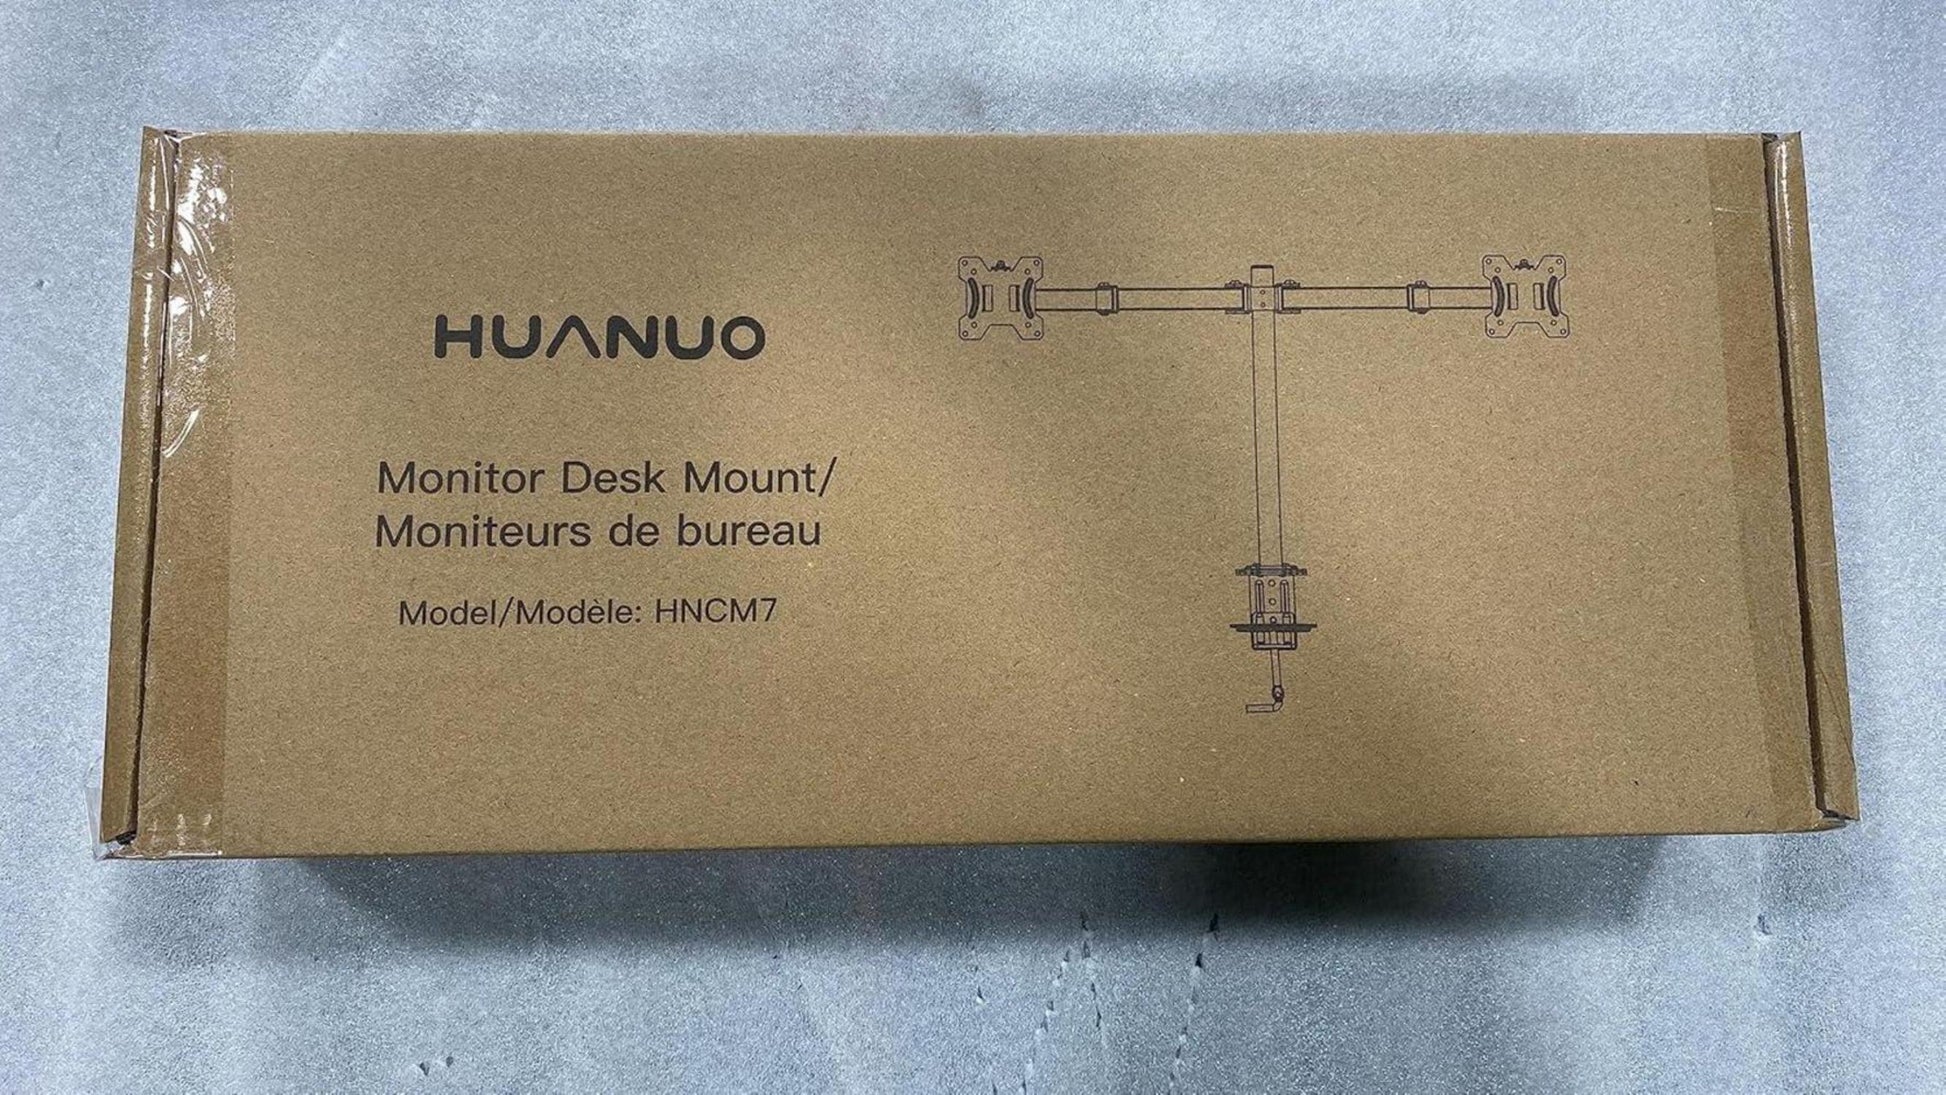 HUANUO
Monitor Desk Mount/
Moniteurs de bureau
Model/Modèle: HNCM7